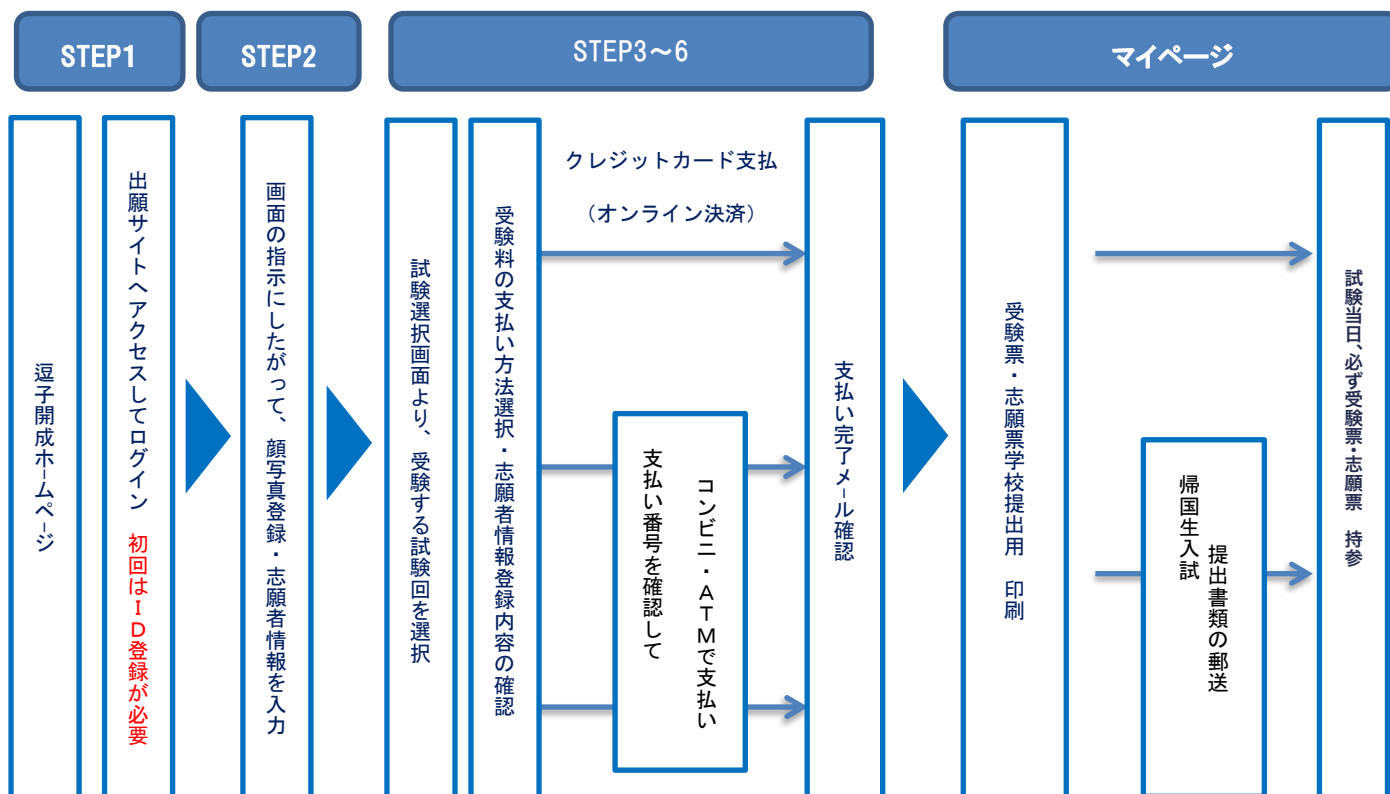 STEP1
STEP2
STEP3～6
マイページ
逗子開成ホームページ
出願サイトへアクセスしてログイン　初回はＩＤ登録が必要
画面の指示にしたがって、顔写真登録・志願者情報を入力
試験選択画面より、受験する試験回を選択
受験料の支払い方法選択・志願者情報登録内容の確認
クレジットカード支払
（オンライン決済）
コンビニ・ＡＴＭで支払い
支払い番号を確認して
支払い完了メール確認
受験票・志願票学校提出用　印刷
提出書類の郵送
帰国生入試
試験当日、必ず受験票・志願票　持参